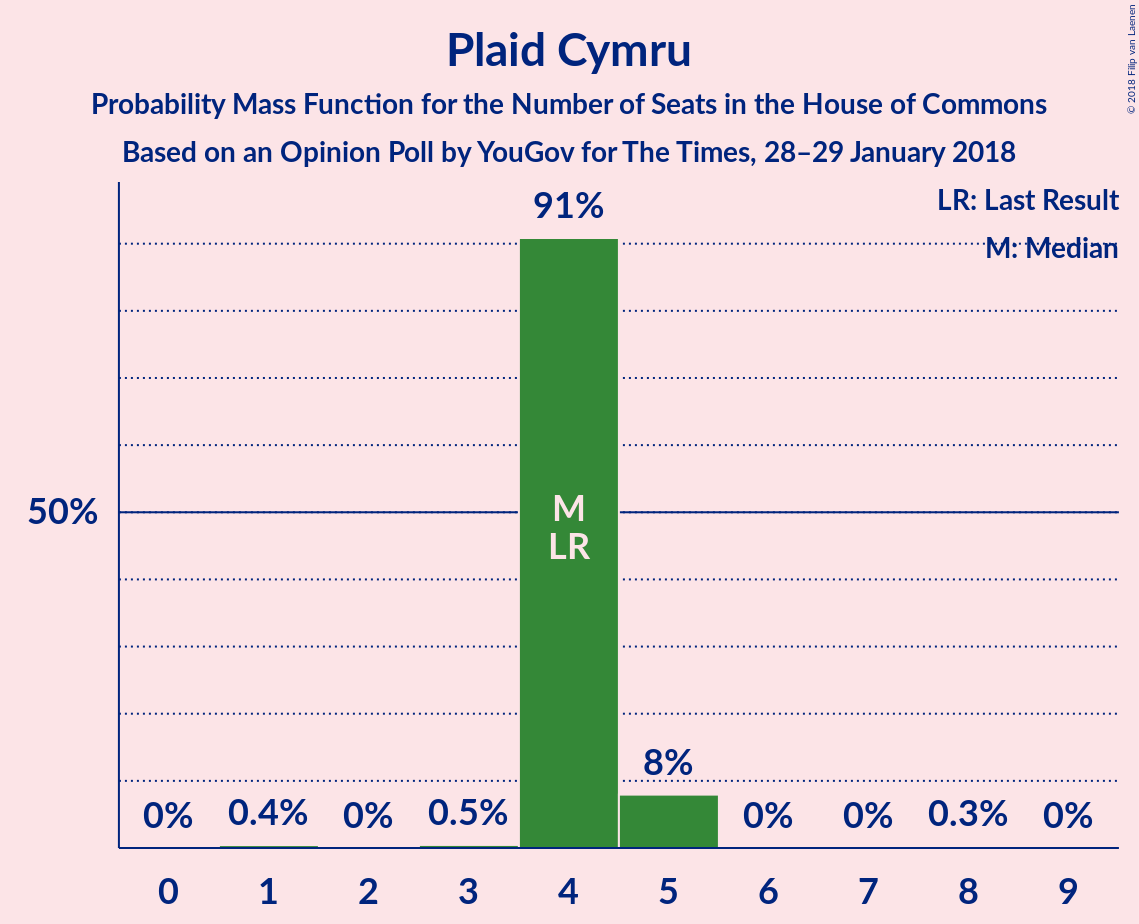 Plaid Cymru
Probability Mass Function for the Number of Seats in the House of Commons
Based on an Opinion Poll by YouGov for The Times, 28–29 January 2018
© 2018 Filip van Laenen
LR: Last Result
M: Median
91%
50%
M
LR
8%
0%
0.4%
0%
0.5%
0%
0%
0.3%
0%
0 1 2 3 4 5 6 7 8 9